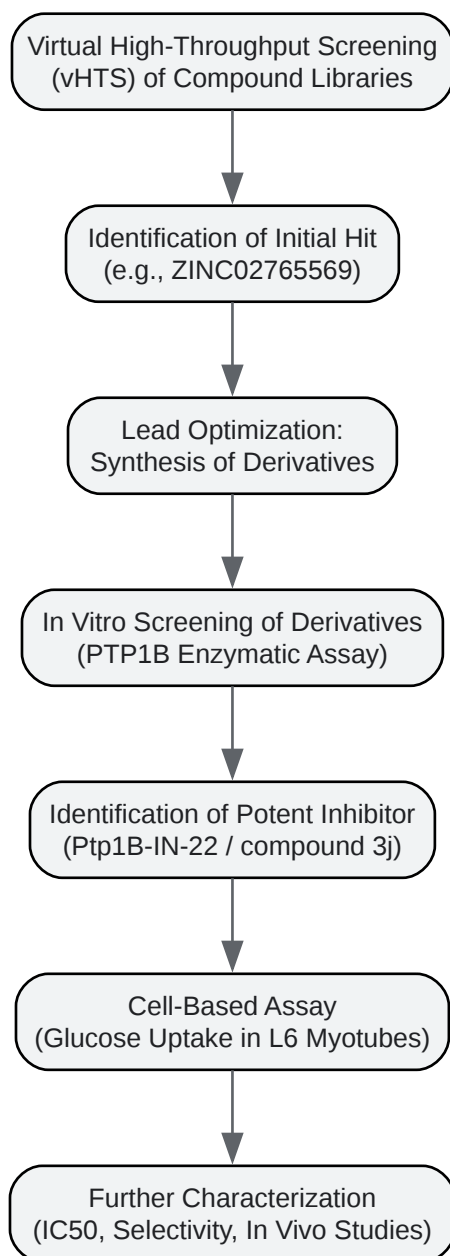 Virtual High-Throughput Screening
(vHTS) of Compound Libraries
Identification of Initial Hit
(e.g., ZINC02765569)
Lead Optimization:
Synthesis of Derivatives
In Vitro Screening of Derivatives
(PTP1B Enzymatic Assay)
Identification of Potent Inhibitor
(Ptp1B-IN-22 / compound 3j)
Cell-Based Assay
(Glucose Uptake in L6 Myotubes)
Further Characterization
(IC50, Selectivity, In Vivo Studies)